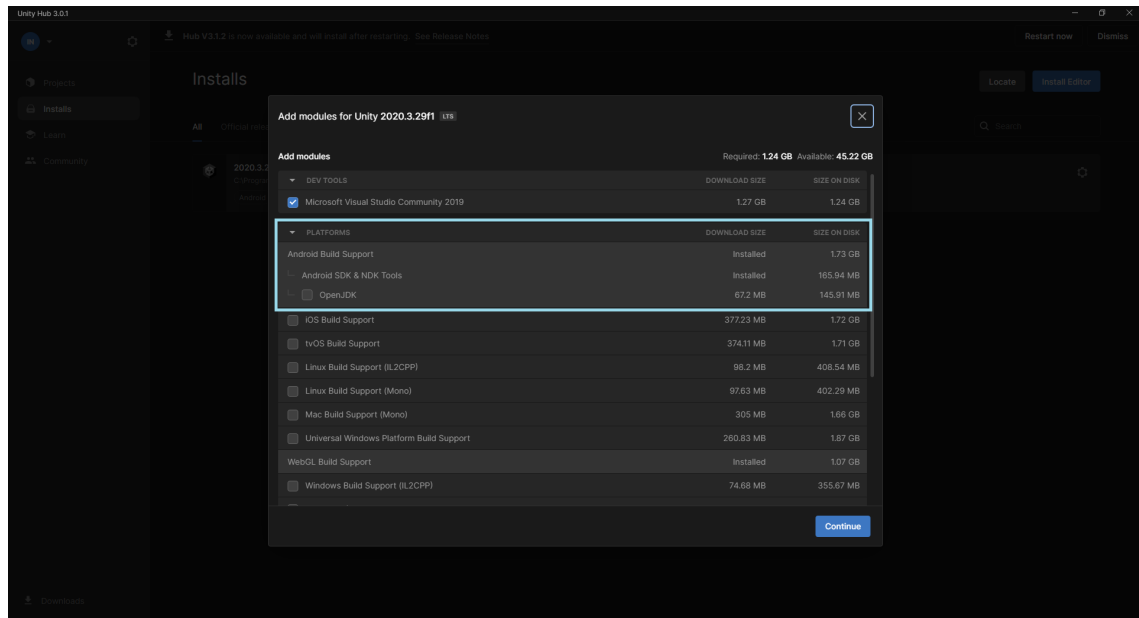 Unity Hub 3.0.1
IN
Hub V3.1.2 is now available and will install after restarting. See Release Notes
Restart now Dismiss
Projects
Installs
Learn
Community
Downloads
Installs
Locate Install Editor
All Official relea
Search
2020.3.2
C:\Progra
Android
Add modules for Unity 2020.3.29f1 LTS
Add modules Required: 1.24 GB Available: 45.22 GB
DEV TOOLS DOWNLOAD SIZE SIZE ON DISK
Microsoft Visual Studio Community 2019 1.27 GB 1.24 GB
PLATFORMS DOWNLOAD SIZE SIZE ON DISK
Android Build Support Installed 1.73 GB
Android SDK & NDK Tools Installed 165.94 MB
OpenJDK 67.2 MB 145.91 MB
iOS Build Support 377.23 MB 1.72 GB
tvOS Build Support 374.11 MB 1.71 GB
Linux Build Support (IL2CPP) 98.2 MB 408.54 MB
Linux Build Support (Mono) 97.63 MB 402.29 MB
Mac Build Support (Mono) 305 MB 1.66 GB
Universal Windows Platform Build Support 260.83 MB 1.87 GB
WebGL Build Support Installed 1.07 GB
Windows Build Support (IL2CPP) 74.68 MB 355.67 MB
Continue